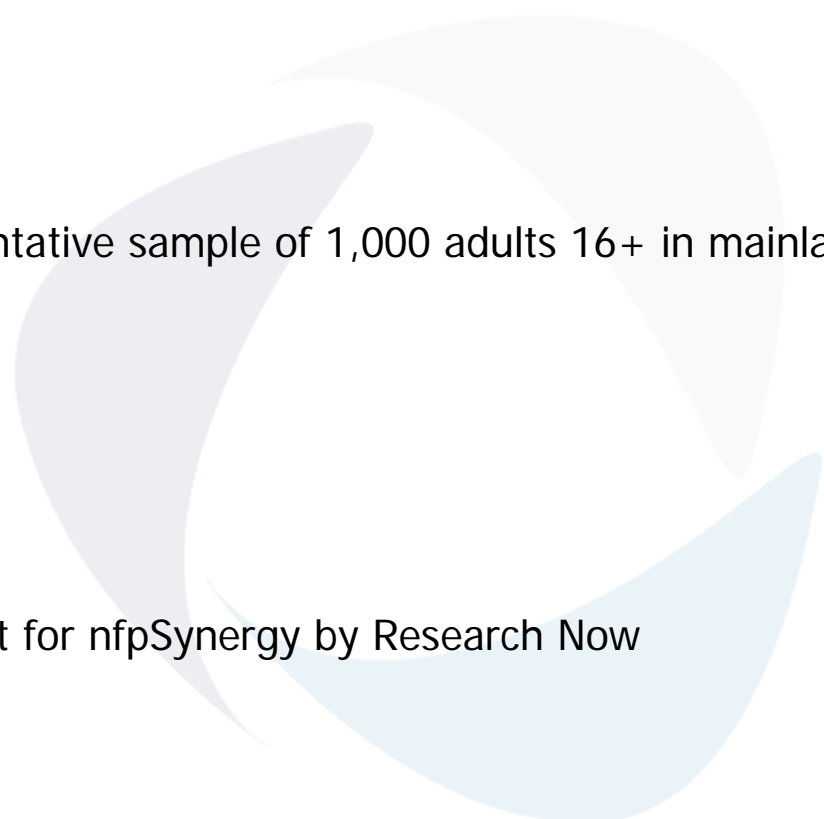 ntative sample of 1,000 adults 16+ in mainla
t for nfpSynergy by Research Now